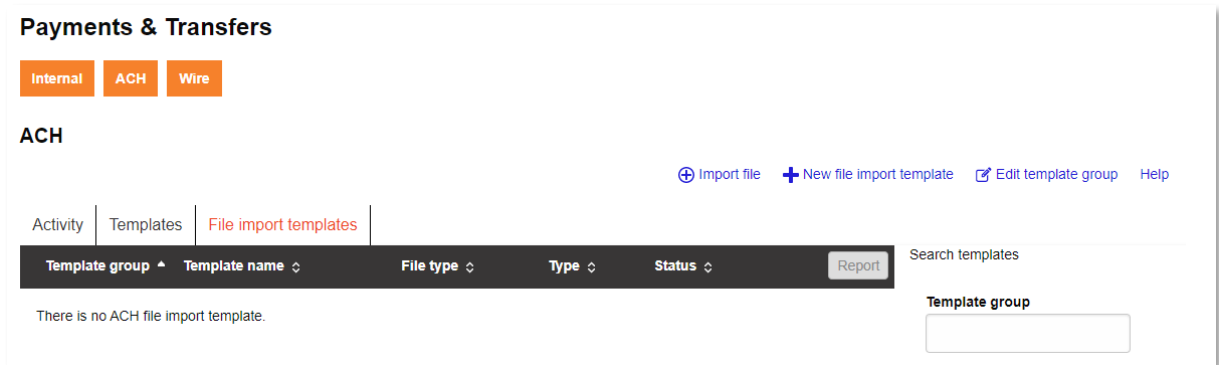 Payments & Transfers
Internal ACH Wire
ACH
Import file New file import template Edit template group Help
Activity Templates File import templates
Template group Template name File type Type Status Report
Search templates
Template group
There is no ACH file import template.